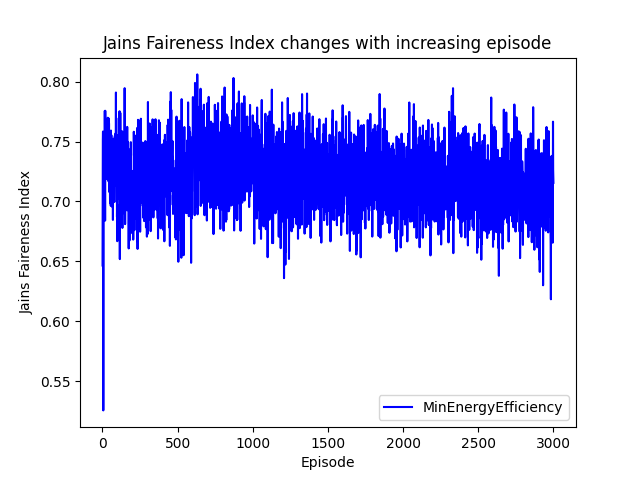 Jains Faireness Index changes with increasing episode
Jains Faireness Index
0.80
0.75
0.70
0.65
0.60
0.55
MinEnergyEfficiency
0 500 1000 1500 2000 2500 3000
Episode